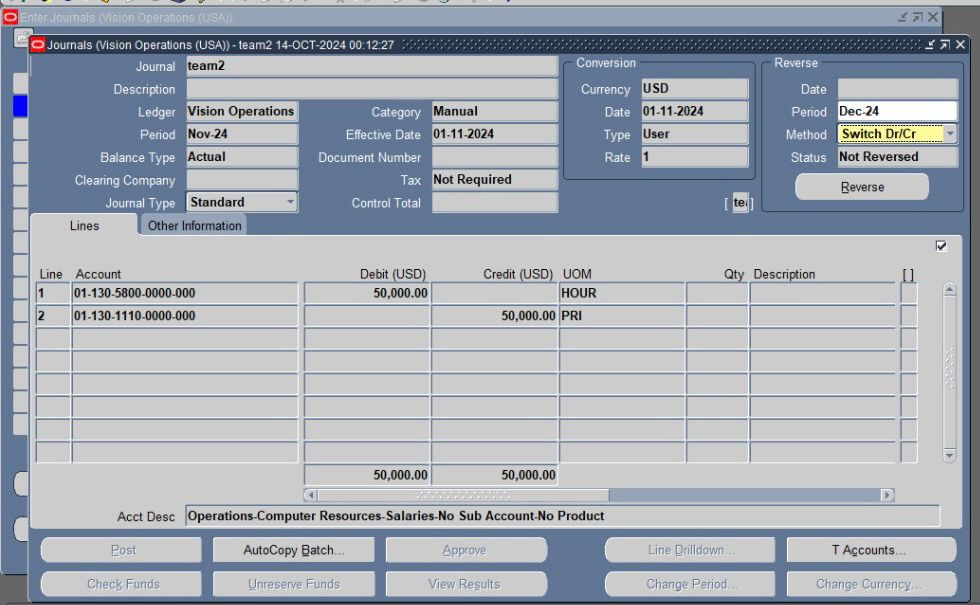 Enter Journals (Vision Operations (USA))
Journals (Vision Operations (USA)) - team2 14-OCT-2024 00:12:27
Journal team2
Description
Ledger Vision Operations Category Manual
Period Nov-24 Effective Date 01-11-2024
Balance Type Actual Document Number
Clearing Company Tax Not Required
Journal Type Standard Control Total
Conversion
Currency USD
Date 01-11-2024
Type User
Rate 1
[ tea ]
Reverse
Date
Period Dec-24
Method Switch Dr/Cr
Status Not Reversed
Reverse
Lines Other Information
Line Account Debit (USD) Credit (USD) UOM Qty Description [ ]
1 01-130-5800-0000-000 50,000.00 HOUR
2 01-130-1110-0000-000 50,000.00 PRI
50,000.00 50,000.00
Acct Desc Operations-Computer Resources-Salaries-No Sub Account-No Product
Post AutoCopy Batch... Approve Line Drilldown... T Accounts...
Check Funds Unreserve Funds View Results Change Period... Change Currency...